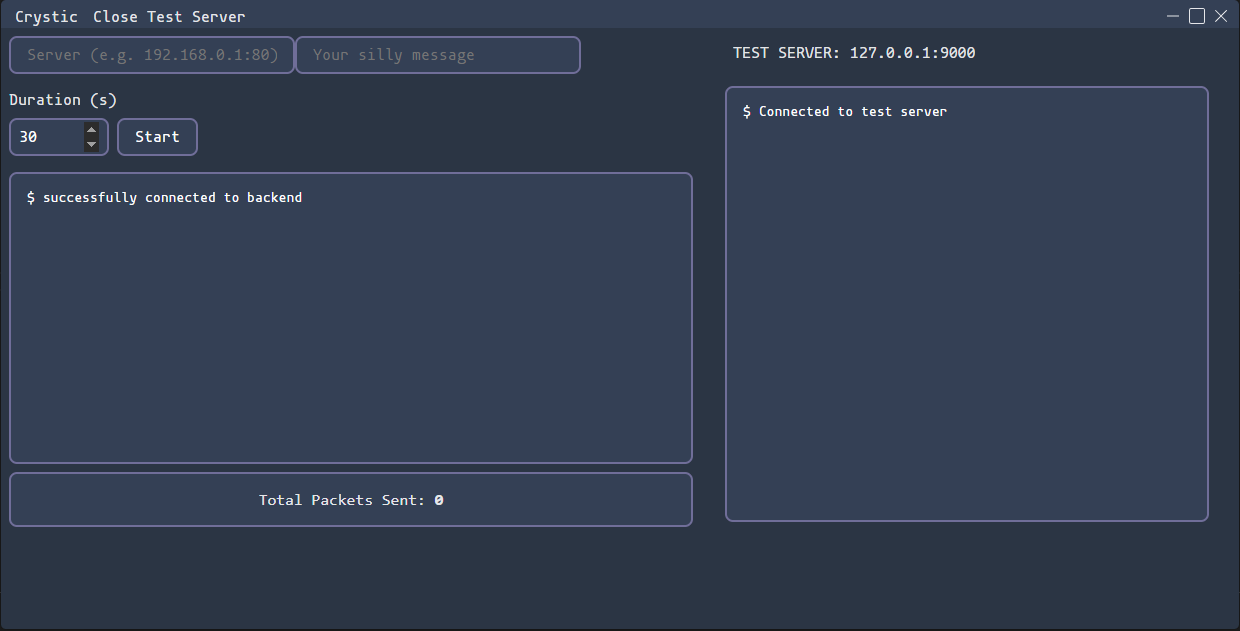 Crystic Close Test Server
Server (e.g. 192.168.0.1:80)
Your silly message
Duration (s)
30
Start
$ successfully connected to backend
Total Packets Sent: 0
TEST SERVER: 127.0.0.1:9000
$ Connected to test server